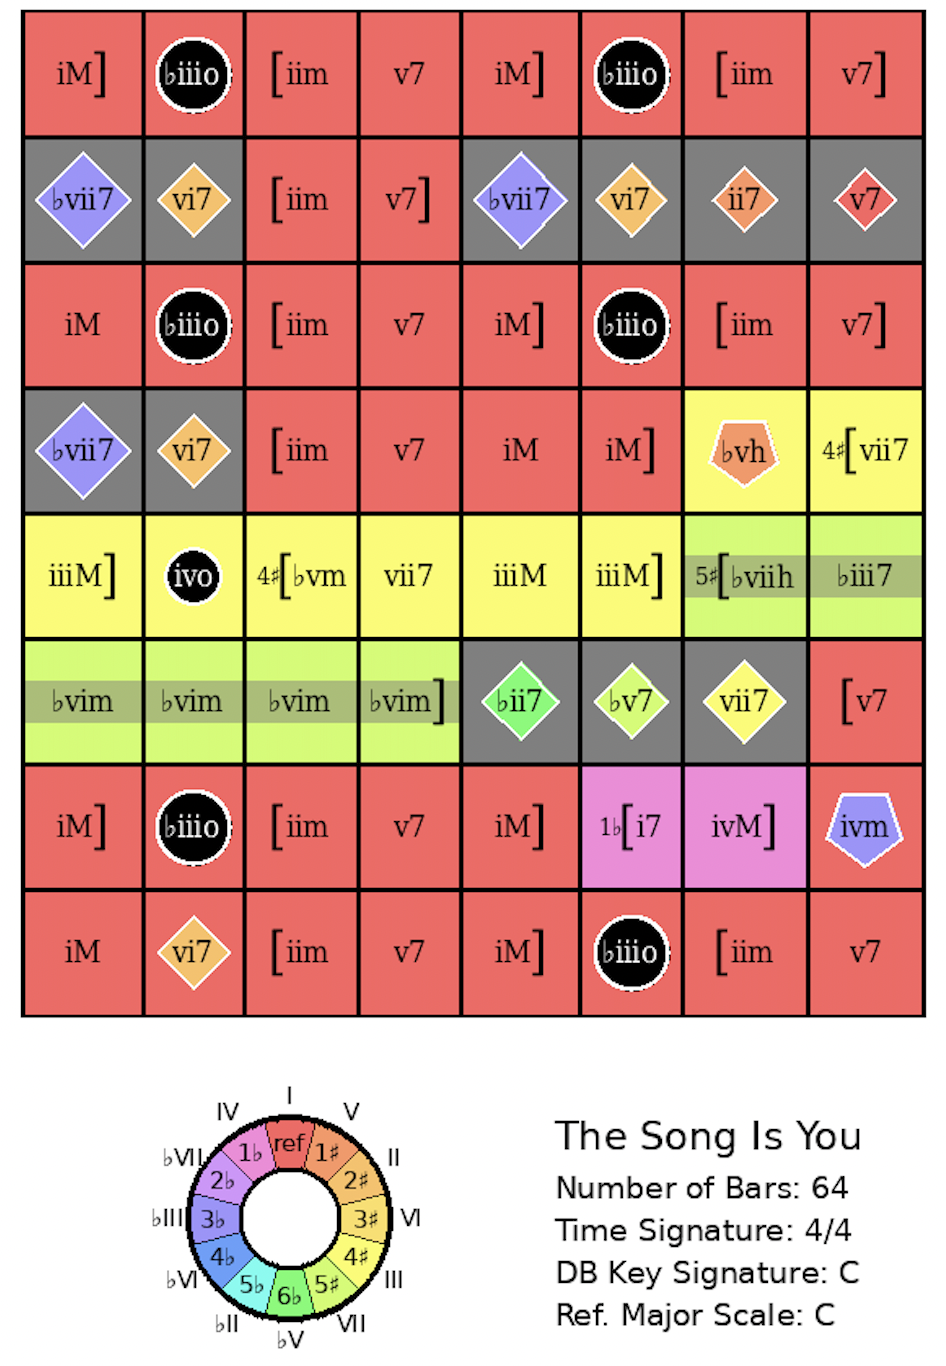 iM] ♭iiio [iim v7 iM] ♭iiio [iim v7]
♭vii7 vi7 [iim v7] ♭vii7 vi7 ii7 v7
iM ♭iiio [iim v7 iM] ♭iiio [iim v7]
♭vii7 vi7 [iim v7 iM iM] ♭vh 4♯[vii7
iiiM] ivo 4♯[♭vm vii7 iiiM iiiM] 5♯[♭viih ♭iii7
♭vim ♭vim ♭vim ♭vim] ♭ii7 ♭v7 vii7 [v7
iM] ♭iiio [iim v7 iM] 1♭[i7 ivM] ivm
iM vi7 [iim v7 iM] ♭iiio [iim v7
I
IV V
ref
1♭ 1♯
♭VII II
2♭ 2♯
♭III 3♭ 3♯ VI
4♭ 4♯
♭VI III
5♭ 5♯
6♭
♭II VII
♭V
The Song Is You
Number of Bars: 64
Time Signature: 4/4
DB Key Signature: C
Ref. Major Scale: C